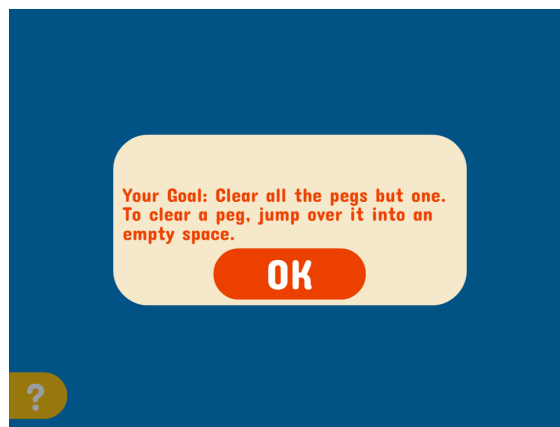 Your Goal: Clear all the pegs but one.
To clear a peg, jump over it into an
empty space.
OK
?